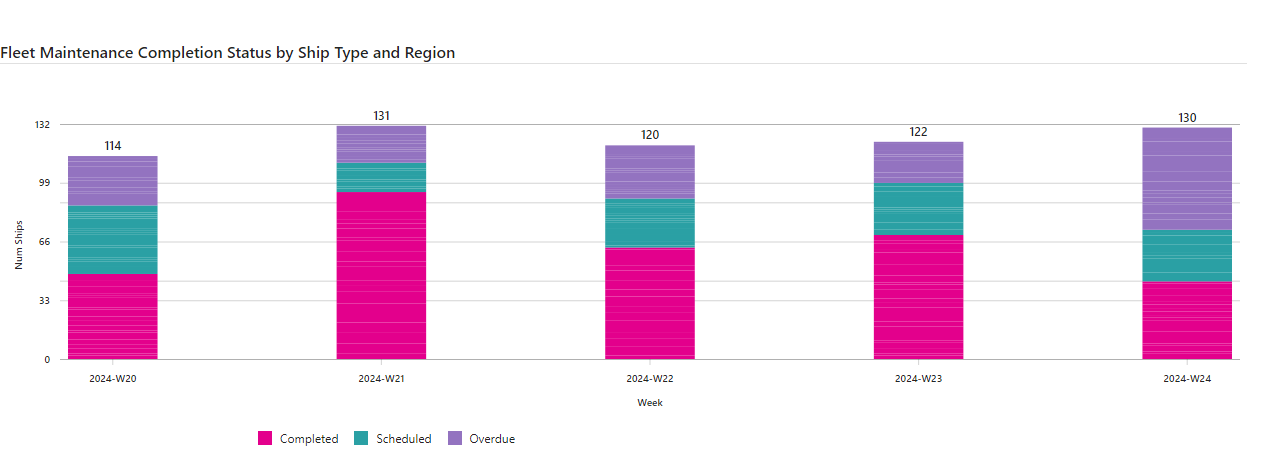 Fleet Maintenance Completion Status by Ship Type and Region
131
130
132
114
120
122
99
66
33
0
Num Ships
2024-W20
2024-W21
2024-W22
2024-W23
2024-W24
Week
Completed
Scheduled
Overdue